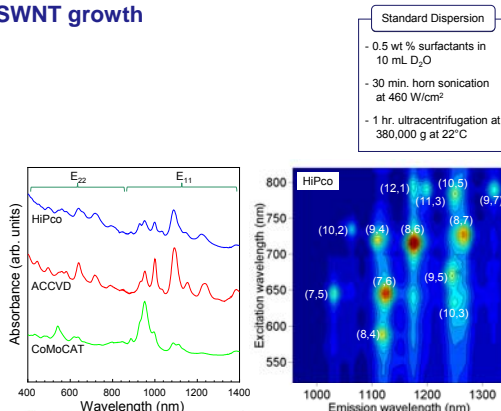 SWNT growth
Standard Dispersion
- 0.5 wt % surfactants in
10 mL D₂O
- 30 min. horn sonication
at 460 W/cm²
- 1 hr. ultracentrifugation at
380,000 g at 22°C
E₂₂
E₁₁
HiPco
ACCVD
CoMoCAT
Absorbance (arb. units)
400 600 800 1000 1200 1400
Wavelength (nm)
HiPco
(12,1)
(10,5)
(11,3)
(9,7)
(10,2)
(9,4)
(8,6)
(8,7)
(9,5)
(7,5)
(7,6)
(10,3)
(8,4)
800
750
700
650
600
550
Excitation wavelength (nm)
1000 1100 1200 1300
Emission wavelength (nm)